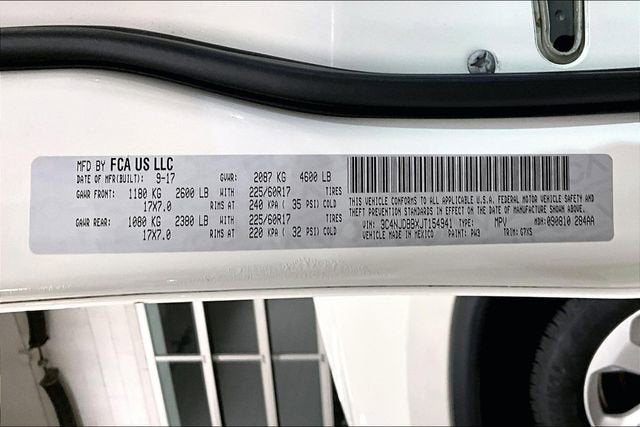 MFD BY FCA US LLC
DATE OF MFR(BUILT): 9-17 GVWR: 2087 KG 4600 LB
GAWR FRONT: 1180 KG 2600 LB WITH 225/60R17 TIRES
17X7.0 RIMS AT 240 KPA ( 35 PSI) COLD
GAWR REAR: 1080 KG 2380 LB WITH 225/60R17 TIRES
17X7.0 RIMS AT 220 KPA ( 32 PSI) COLD
THIS VEHICLE CONFORMS TO ALL APPLICABLE U.S.A. FEDERAL MOTOR VEHICLE SAFETY AND
THEFT PREVENTION STANDARDS IN EFFECT ON THE DATE OF MANUFACTURE SHOWN ABOVE.
VIN: 3C4NJDBBXJT154941 TYPE: MPV MDH: 090810 284AA
VEHICLE MADE IN MEXICO PAINT: PW3 TRIM: G7XS